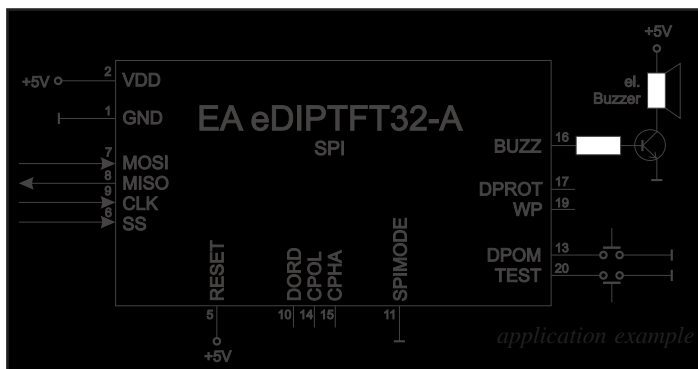 +5V
2
VDD
1
GND
EA eDIPTFT32-A
SPI
7
MOSI
8
MISO
9
CLK
6
SS
+5V
el.
Buzzer
BUZZ
16
DPROT
17
WP
19
DPOM
13
TEST
20
RESET
DORD
CPOL
CPHA
SPIMODE
5
10
14
15
11
+5V
application example